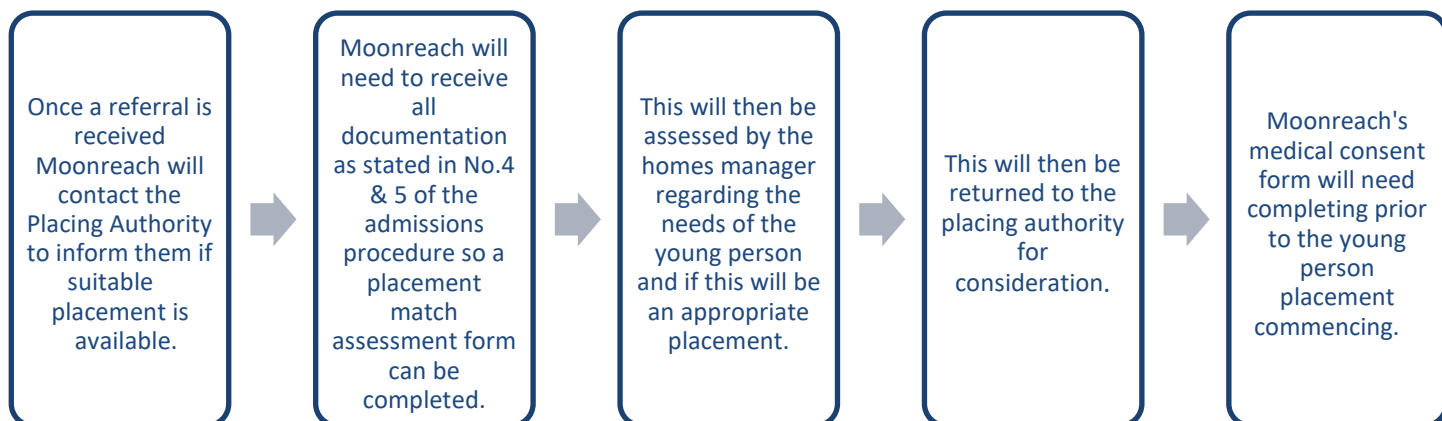 Once a referral is
received
Moonreach will
contact the
Placing Authority
to inform them if
suitable
placement is
available.
Moonreach will
need to receive
all
documentation
as stated in No.4
& 5 of the
admissions
procedure so a
placement
match
assessment form
can be
completed.
This will then be
assessed by the
homes manager
regarding the
needs of the
young person
and if this will be
an appropriate
placement.
This will then be
returned to the
placing authority
for
consideration.
Moonreach's
medical consent
form will need
completing prior
to the young
person
placement
commencing.